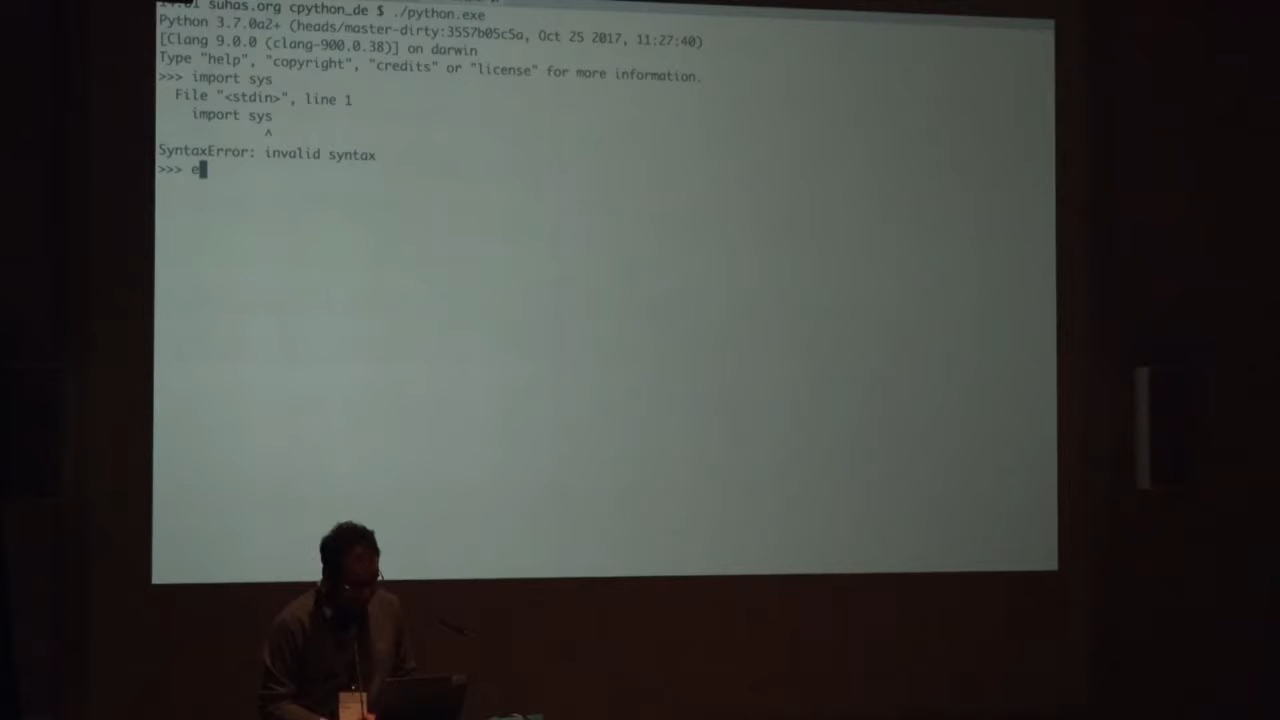 suhas.org cpython_de $ ./python.exe
Python 3.7.0a2+ (heads/master-dirty:3557b05c5a, Oct 25 2017, 11:27:40)
[Clang 9.0.0 (clang-900.0.38)] on darwin
Type "help", "copyright", "credits" or "license" for more information.
>>> import sys
File "<stdin>", line 1
import sys
^
SyntaxError: invalid syntax
>>> e